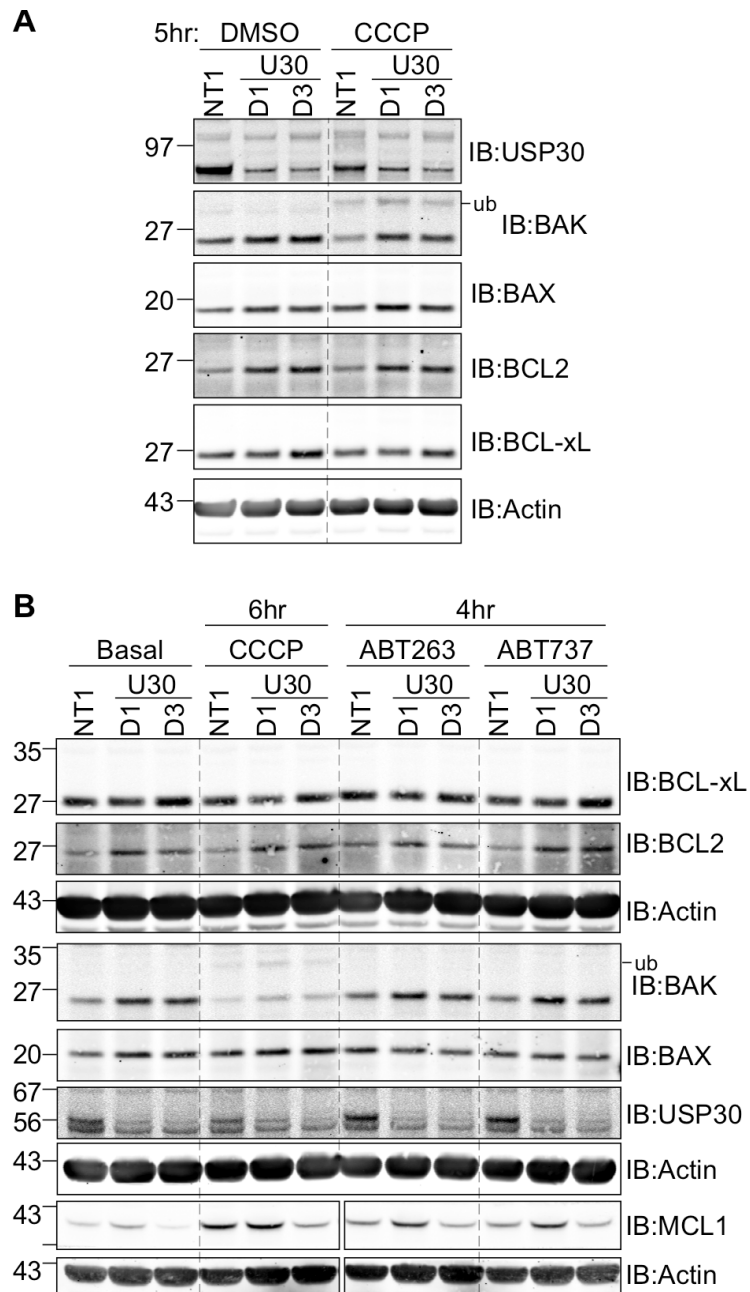 A
5hr: DMSO CCCP
U30 U30
NT1 D1 D3 NT1 D1 D3
97 IB:USP30
ub
27 IB:BAK
20 IB:BAX
27 IB:BCL2
27 IB:BCL-xL
43 IB:Actin
B
6hr 4hr
Basal CCCP ABT263 ABT737
U30 U30 U30 U30
NT1 D1 D3 NT1 D1 D3 NT1 D1 D3 NT1 D1 D3
35
27 IB:BCL-xL
27 IB:BCL2
43 IB:Actin
35 ub
27 IB:BAK
20 IB:BAX
67
56 IB:USP30
43 IB:Actin
43 IB:MCL1
43 IB:Actin